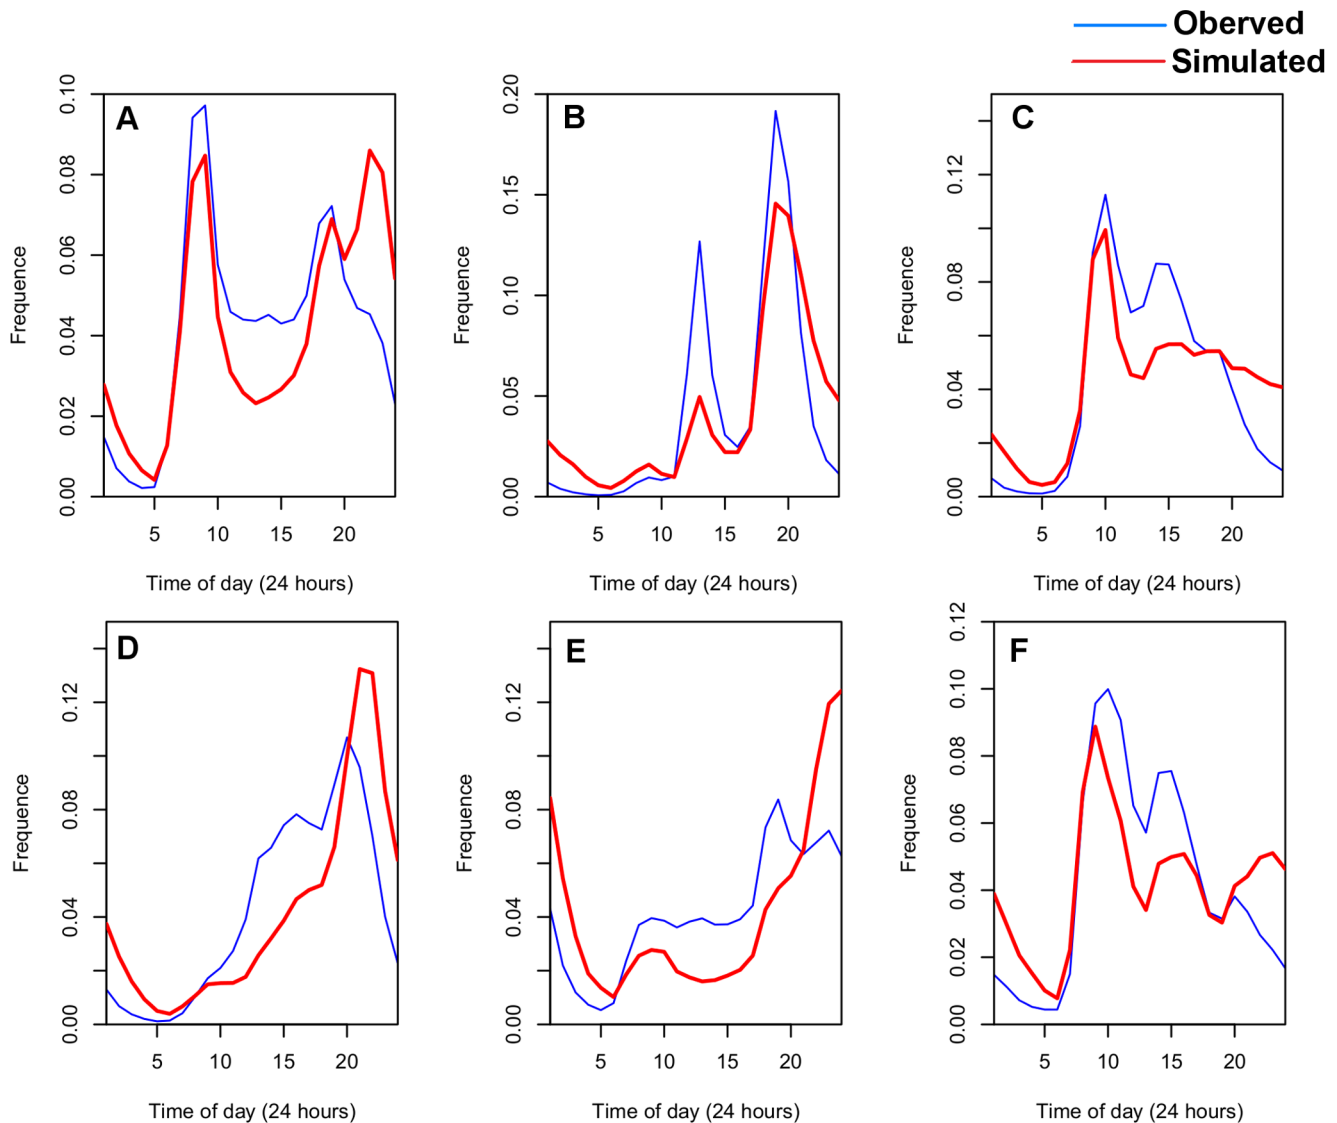 Oberved
Simulated
A
Frequence
0.00 0.02 0.04 0.06 0.08 0.10
5 10 15 20
Time of day (24 hours)
B
Frequence
0.00 0.05 0.10 0.15 0.20
5 10 15 20
Time of day (24 hours)
C
Frequence
0.00 0.04 0.08 0.12
5 10 15 20
Time of day (24 hours)
D
Frequence
0.00 0.04 0.08 0.12
5 10 15 20
Time of day (24 hours)
E
Frequence
0.00 0.04 0.08 0.12
5 10 15 20
Time of day (24 hours)
F
Frequence
0.00 0.02 0.04 0.06 0.08 0.10 0.12
5 10 15 20
Time of day (24 hours)